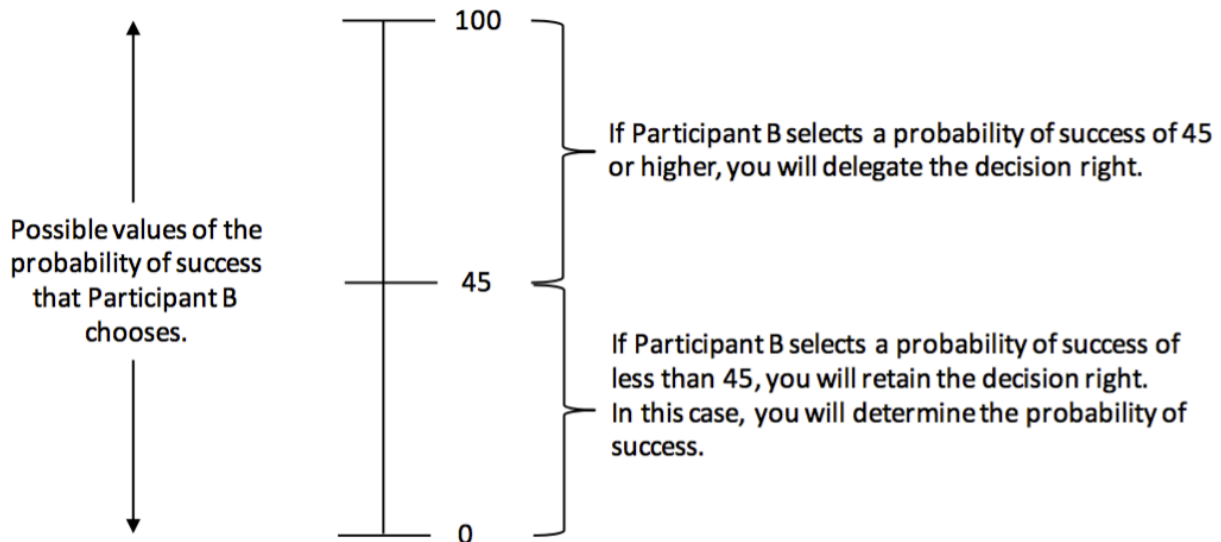 100
If Participant B selects a probability of success of 45
or higher, you will delegate the decision right.
Possible values of the
probability of success
that Participant B
chooses.
45
If Participant B selects a probability of success of
less than 45, you will retain the decision right.
In this case, you will determine the probability of
success.
0